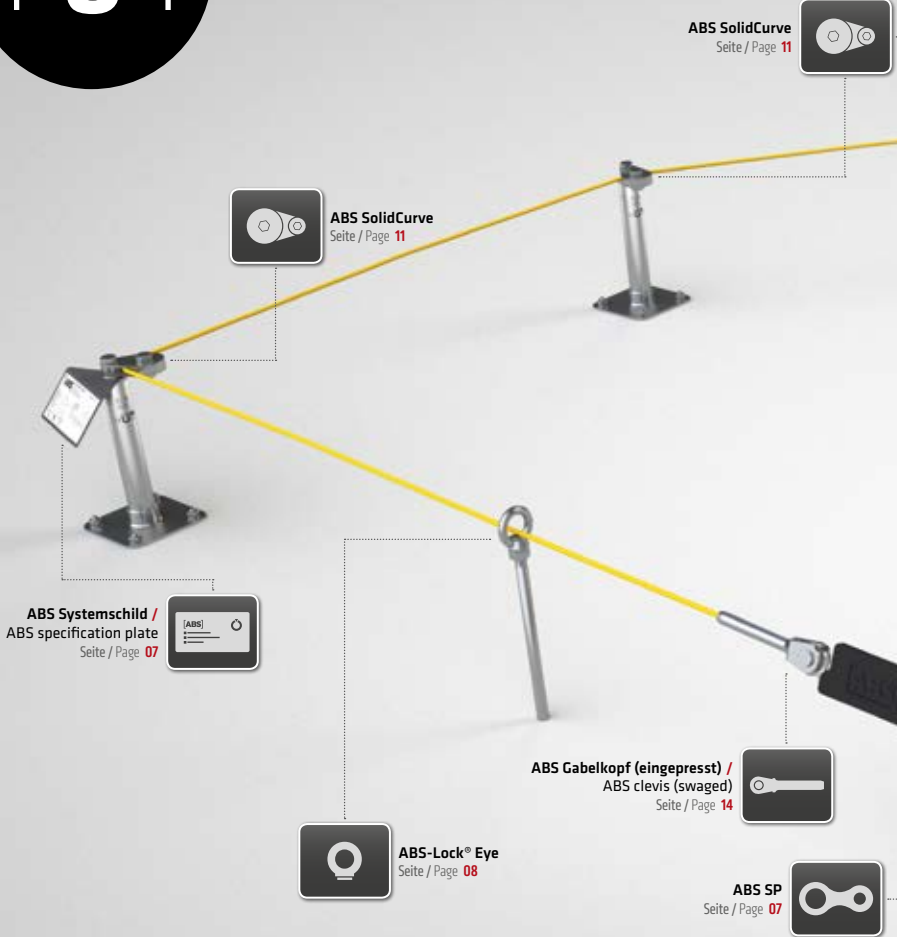 ABS SolidCurve
Seite / Page 11
ABS SolidCurve
Seite / Page 11
ABS Systemschild /
ABS specification plate
Seite / Page 07
[ABS]
ABS Gabelkopf (eingepresst) /
ABS clevis (swaged)
Seite / Page 14
ABS-Lock® Eye
Seite / Page 08
ABS SP
Seite / Page 07